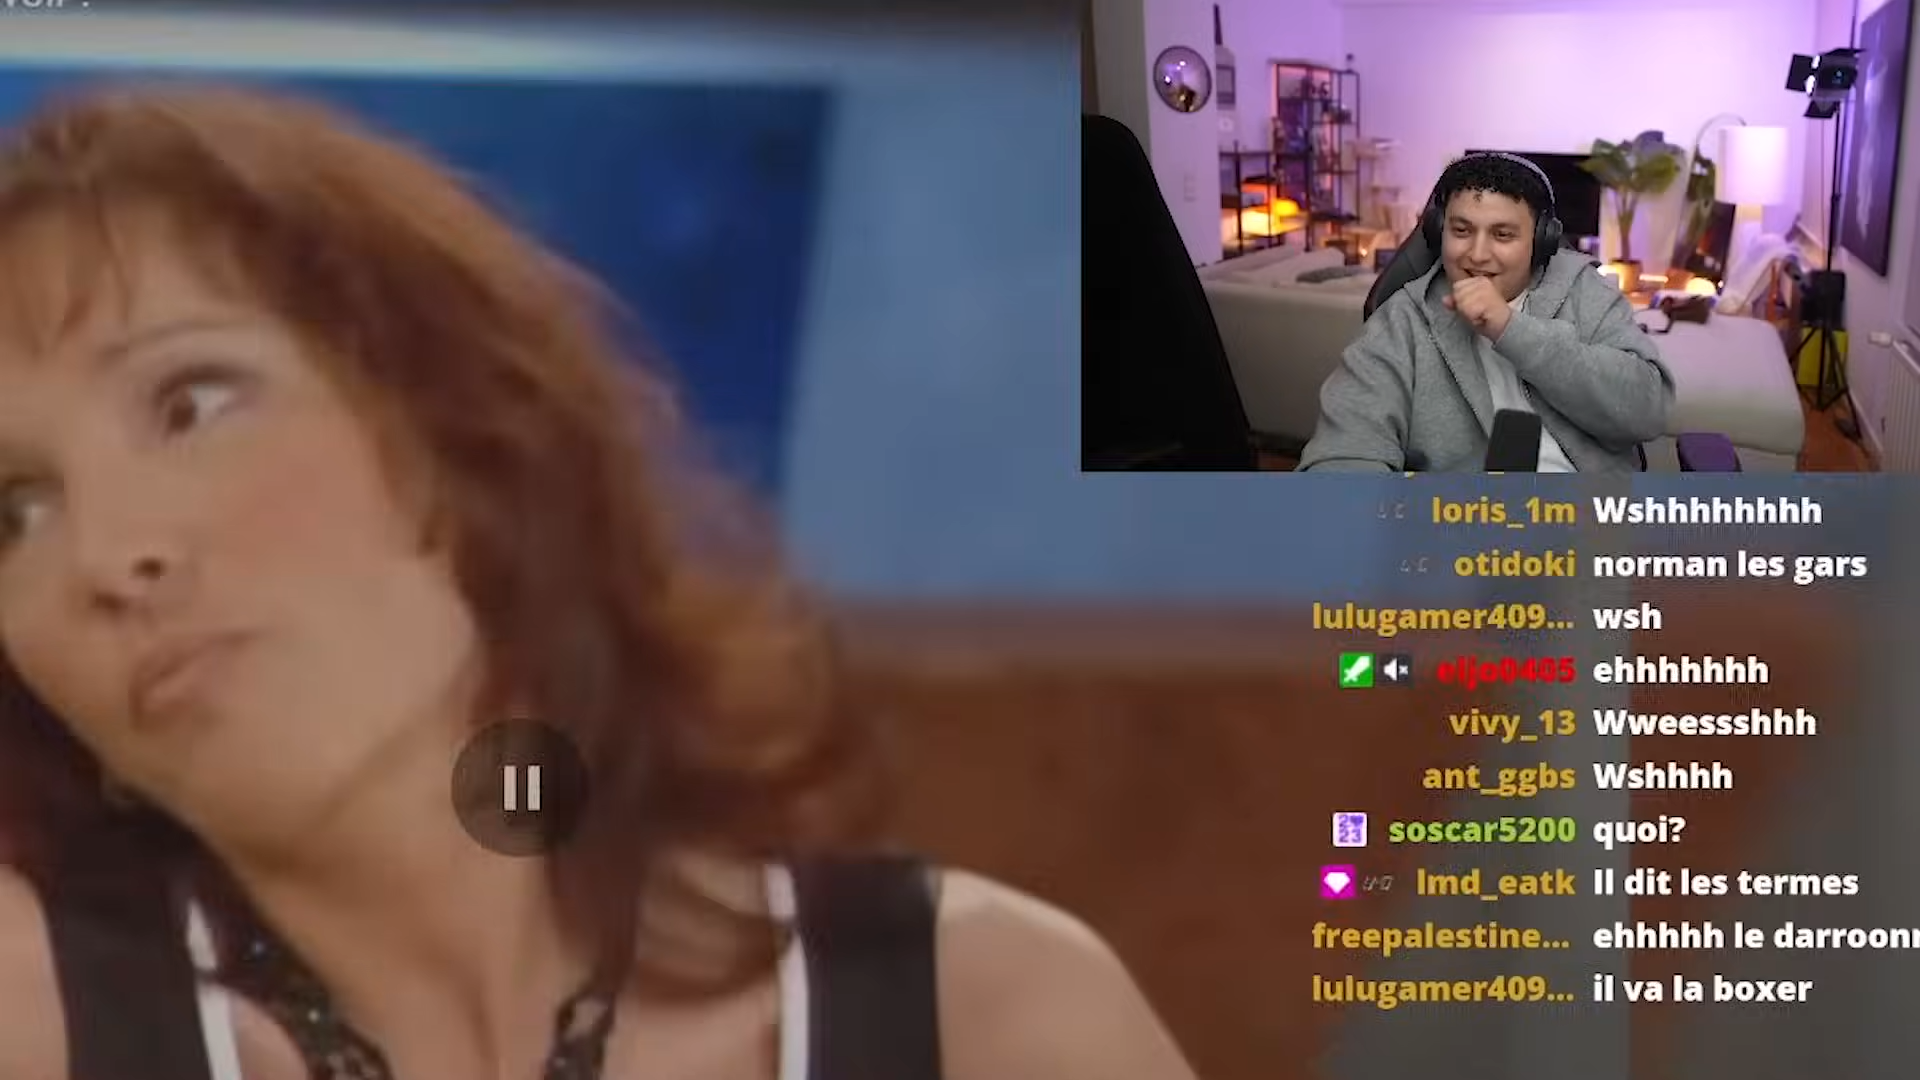 loris_1m Wshhhhhhhhh
otidoki norman les gars
lulugamer409... wsh
eljo0405 ehhhhhhh
vivy_13 Wweessshhh
ant_ggbs Wshhhh
soscar5200 quoi?
lmd_eatk Il dit les termes
freepalestine... ehhhhh le darroon
lulugamer409... il va la boxer